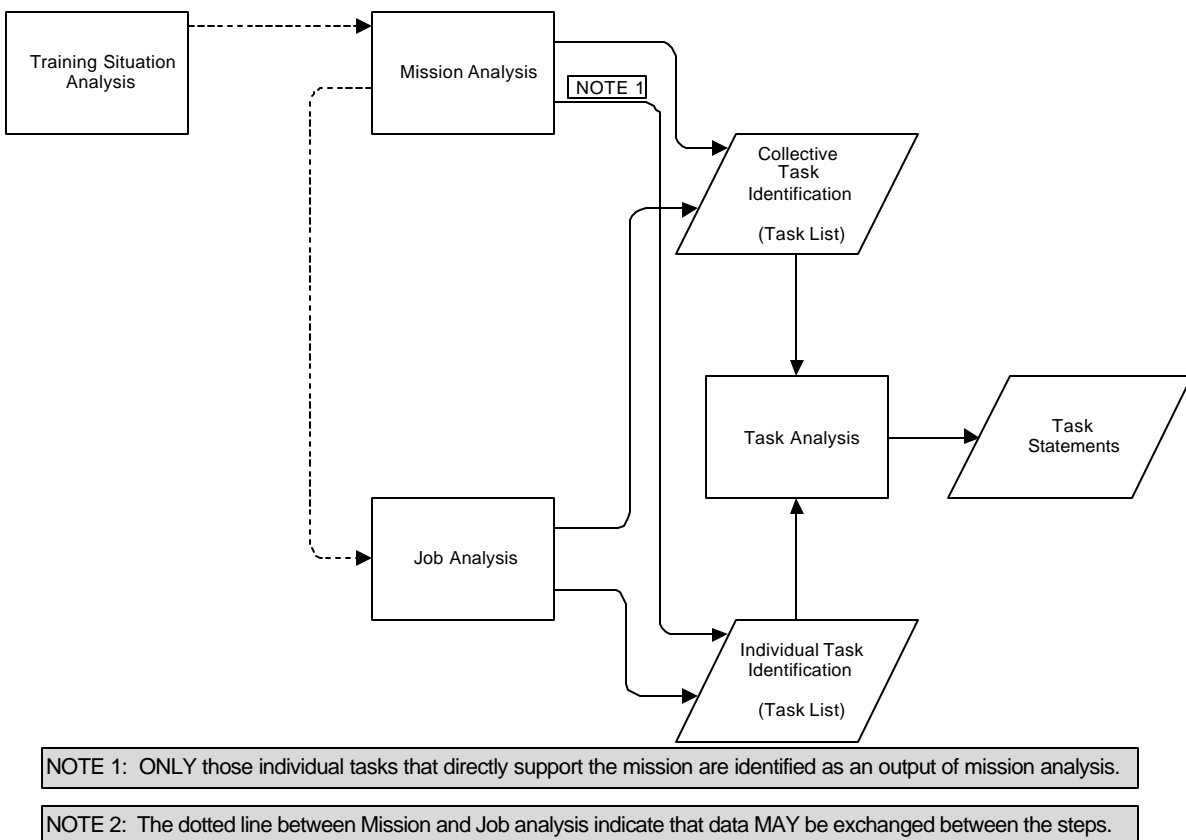 Training Situation
Analysis
Mission Analysis
NOTE 1
Collective
Task
Identification
(Task List)
Task Analysis
Task
Statements
Job Analysis
Individual Task
Identification
(Task List)
NOTE 1: ONLY those individual tasks that directly support the mission are identified as an output of mission analysis.
NOTE 2: The dotted line between Mission and Job analysis indicate that data MAY be exchanged between the steps.